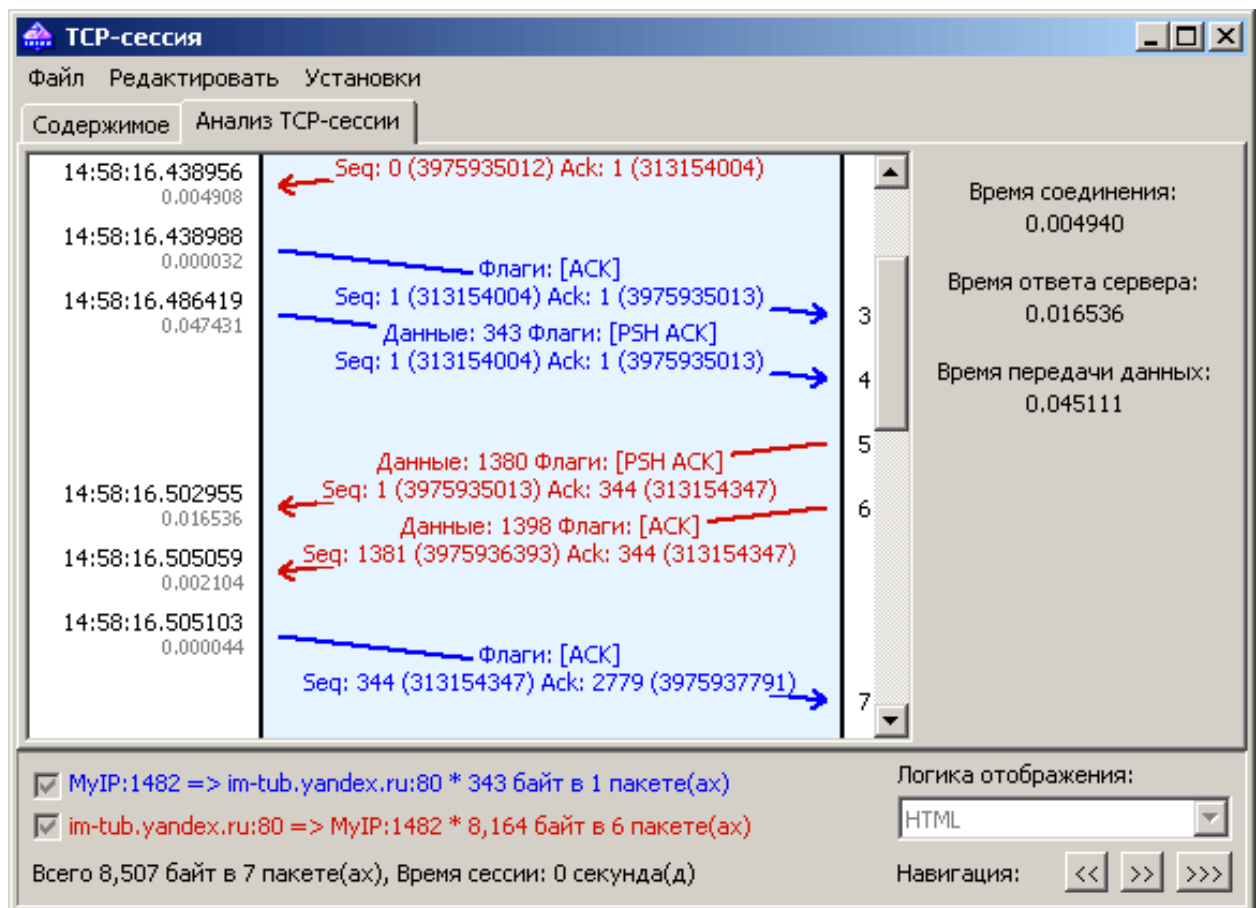 TCP-сессия
Файл Редактировать Установки
Содержимое Анализ TCP-сессии
14:58:16.438956 Seq: 0 (3975935012) Ack: 1 (313154004)
0.004908
14:58:16.438988
0.000032 Флаги: [ACK]
14:58:16.486419 Seq: 1 (313154004) Ack: 1 (3975935013) 3
0.047431 Данные: 343 Флаги: [PSH ACK]
Seq: 1 (313154004) Ack: 1 (3975935013) 4
5
Данные: 1380 Флаги: [PSH ACK]
14:58:16.502955 Seq: 1 (3975935013) Ack: 344 (313154347) 6
0.016536 Данные: 1398 Флаги: [ACK]
14:58:16.505059 Seq: 1381 (3975936393) Ack: 344 (313154347)
0.002104
14:58:16.505103
0.000044 Флаги: [ACK]
Seq: 344 (313154347) Ack: 2779 (3975937791) 7
Время соединения:
0.004940
Время ответа сервера:
0.016536
Время передачи данных:
0.045111
MyIP:1482 => im-tub.yandex.ru:80 * 343 байт в 1 пакете(ах)
im-tub.yandex.ru:80 => MyIP:1482 * 8,164 байт в 6 пакете(ах)
Всего 8,507 байт в 7 пакете(ах), Время сессии: 0 секунда(д)
Логика отображения:
HTML
Навигация: << >> >>>